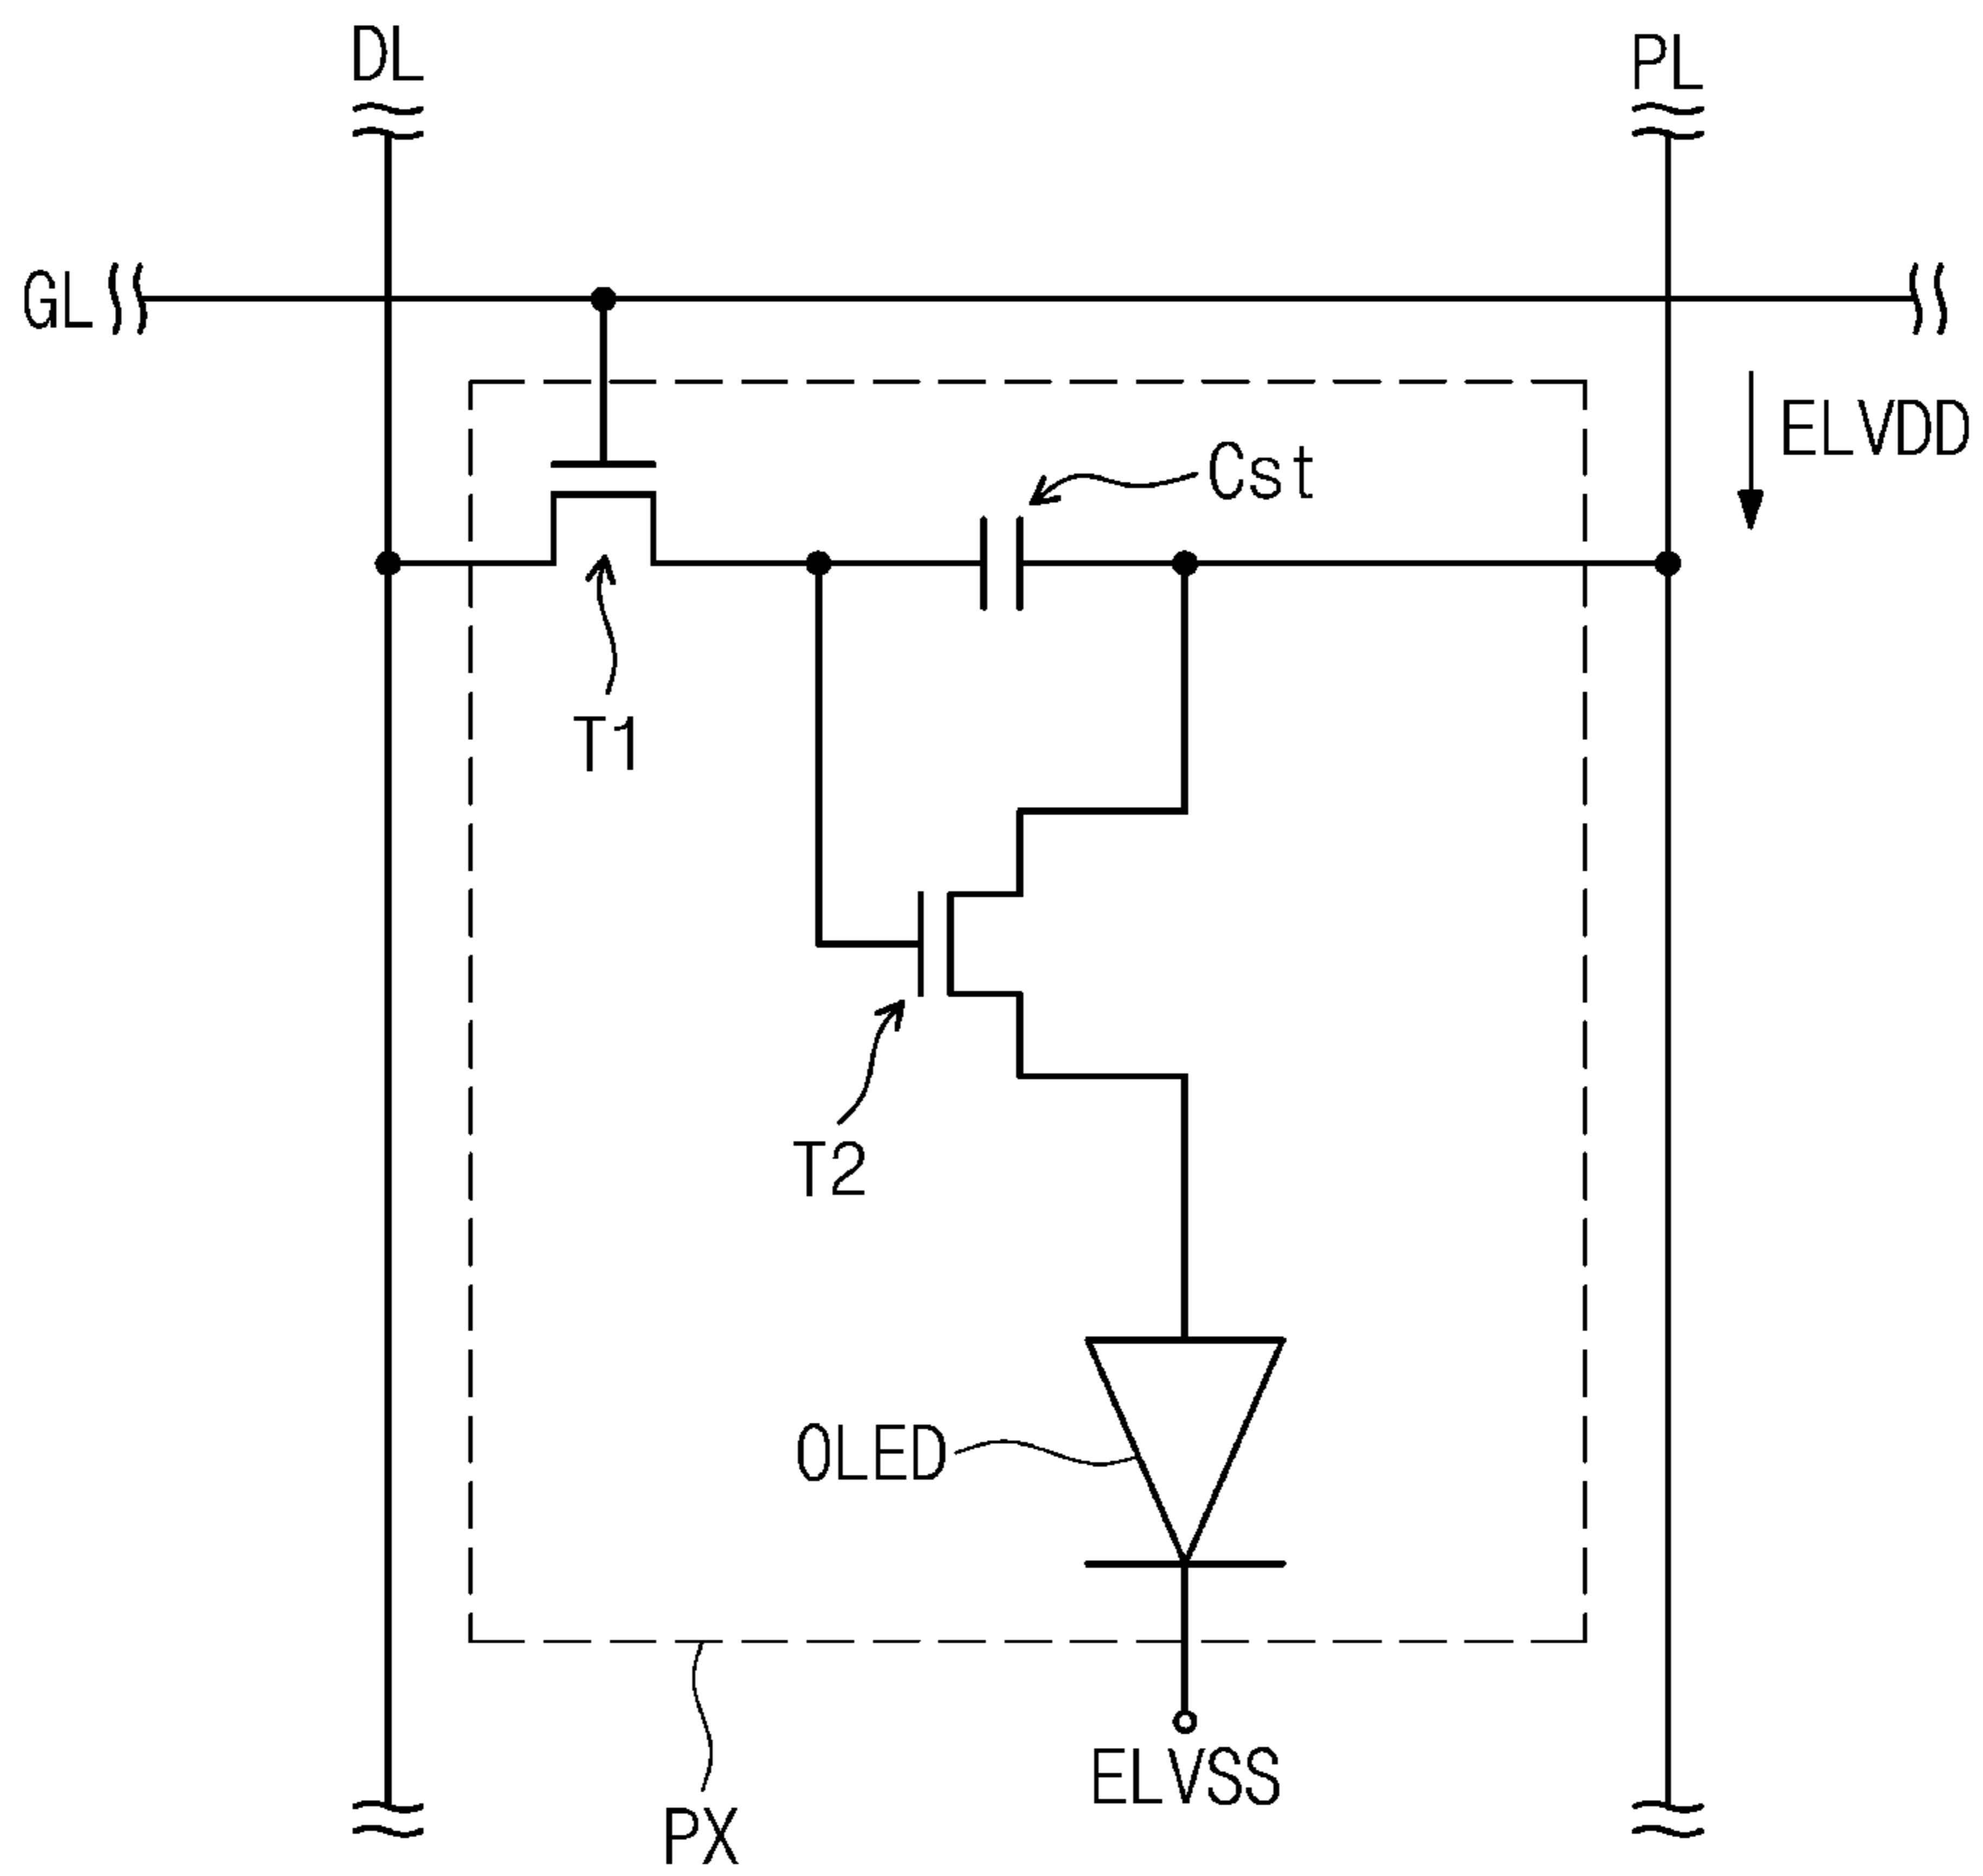 DL
PL
GL
ELVDD
Cst
T1
T2
OLED
ELVSS
PX